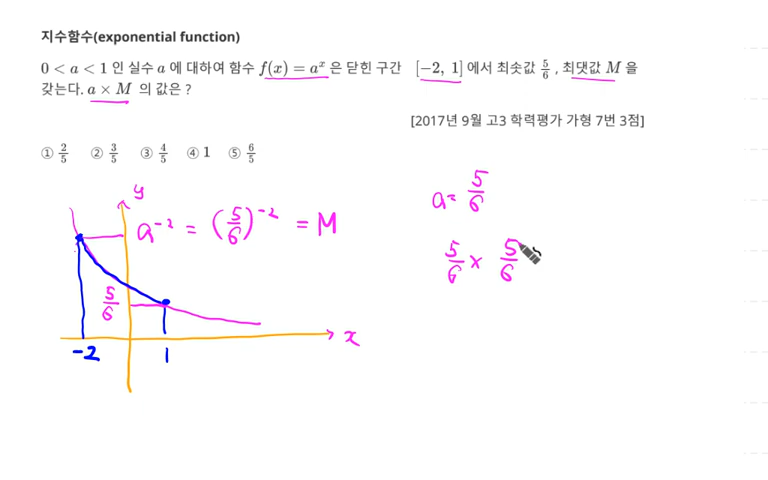 지수함수(exponential function)
0 < a < 1 인 실수 a 에 대하여 함수 f(x) = a^x 은 닫힌 구간 [−2, 1] 에서 최솟값 5/6 , 최댓값 M 을
갖는다. a × M 의 값은 ?
[2017년 9월 고3 학력평가 가형 7번 3점]
① 2/5 ② 3/5 ③ 4/5 ④ 1 ⑤ 6/5
y
a^-2 = (5/6)^-2 = M
a= 5/6
5/6 × 5/6
5/6
x
-2 1